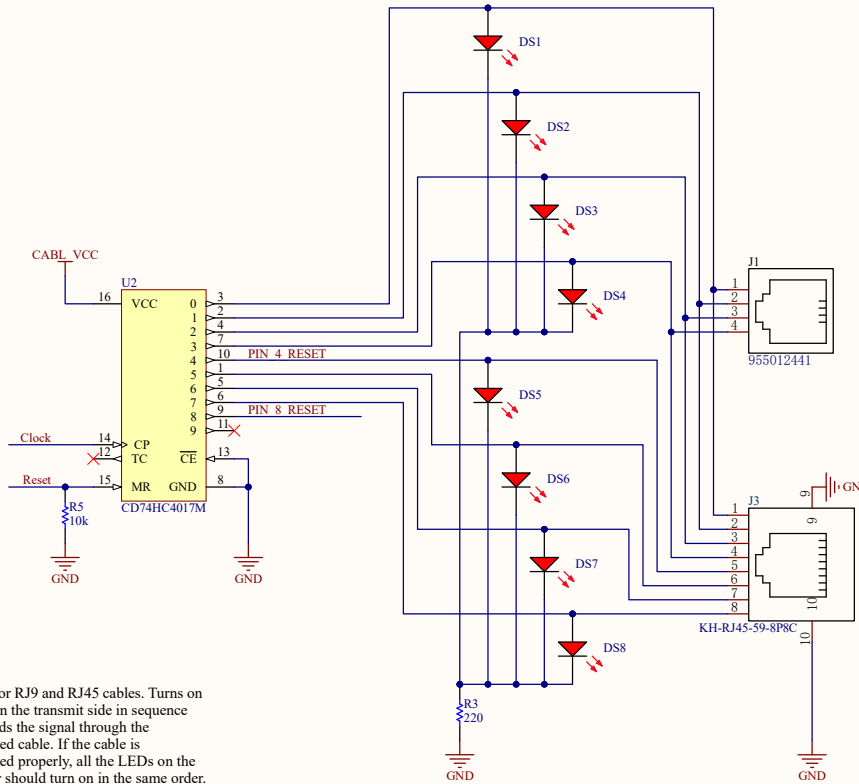 DS1
DS2
DS3
DS4
CABL_VCC
U2
16
VCC
0
3
1
2
2
4
3
7
4
10
PIN_4_RESET
5
1
6
5
7
6
8
9
PIN_8_RESET
9
11
Clock
14
CP
12
TC
CE
13
Reset
15
MR
GND
8
CD74HC4017M
R5
10k
GND
GND
J1
1
2
3
4
955012441
DS5
DS6
DS7
DS8
J3
1
2
3
4
5
6
7
8
9
9
10
10
KH-RJ45-59-8P8C
R3
220
GND
GND
or RJ9 and RJ45 cables. Turns on
n the transmit side in sequence
ds the signal through the
ed cable. If the cable is
ed properly, all the LEDs on the
r should turn on in the same order.